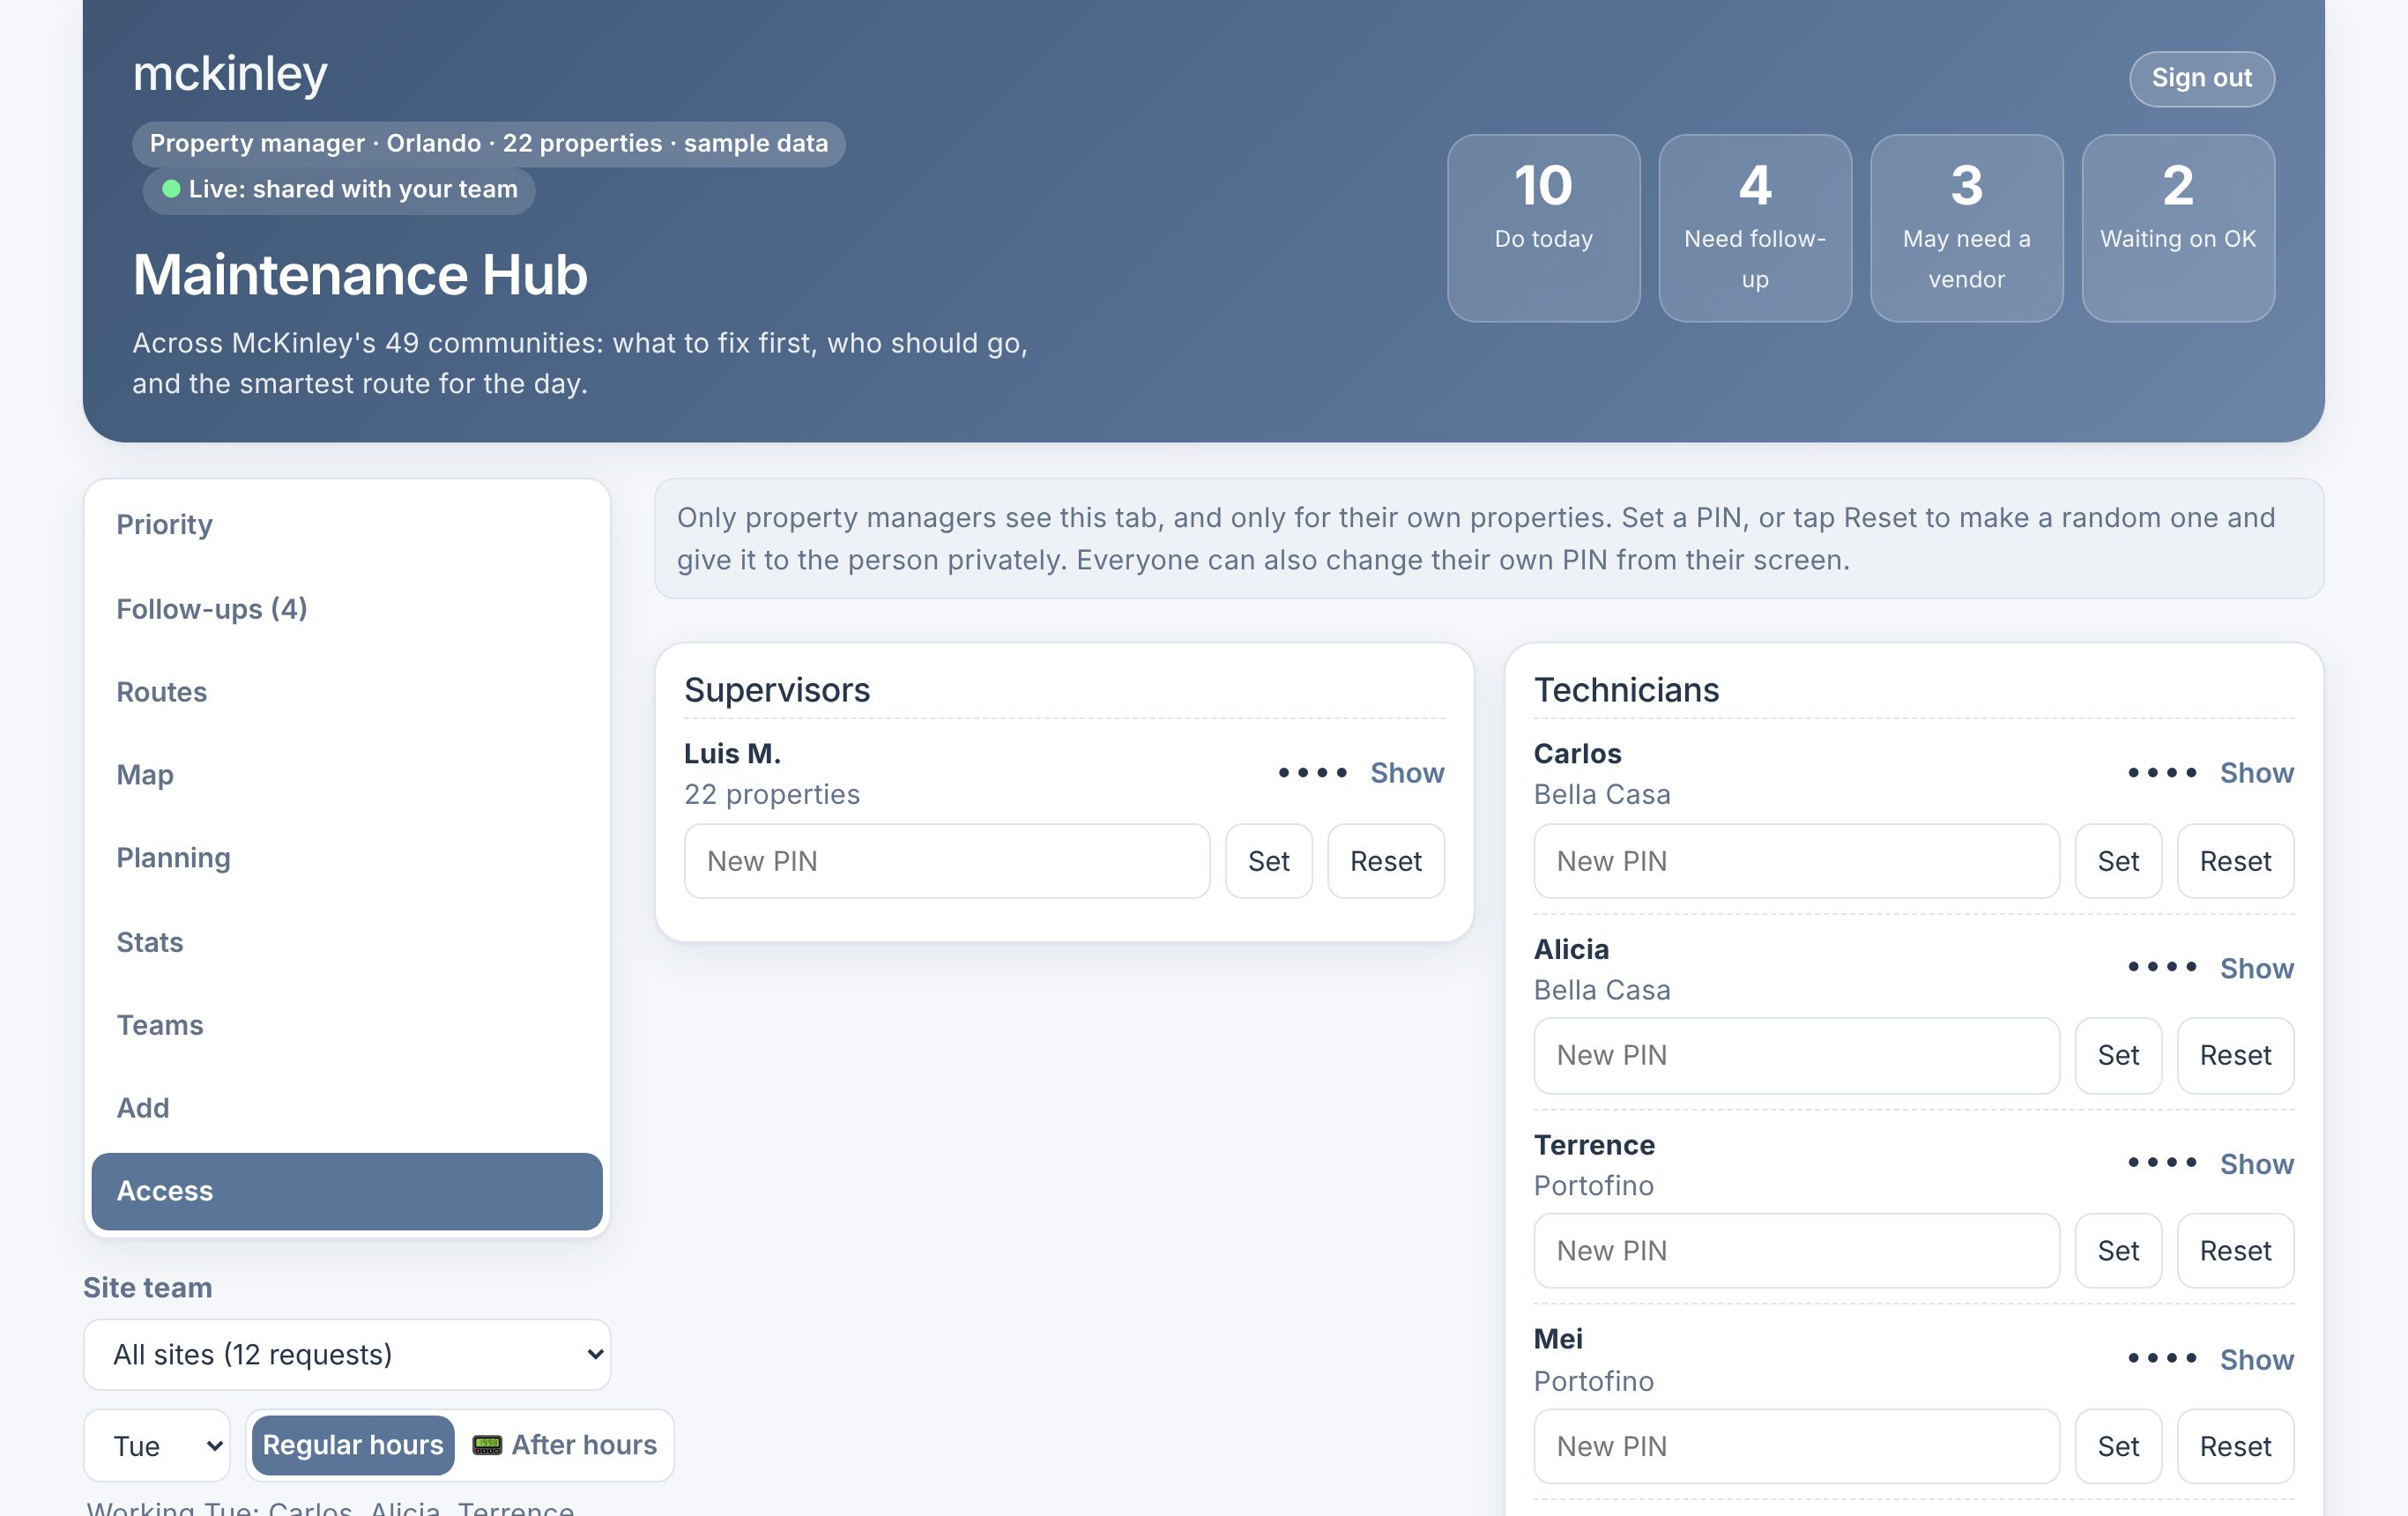 mckinley
Sign out
Property manager · Orlando · 22 properties · sample data
Live: shared with your team
Maintenance Hub
Across McKinley's 49 communities: what to fix first, who should go,
and the smartest route for the day.
10
Do today
4
Need follow-
up
3
May need a
vendor
2
Waiting on OK
Priority
Follow-ups (4)
Routes
Map
Planning
Stats
Teams
Add
Access
Site team
All sites (12 requests)
Tue
Regular hours
After hours
Working Tue: Carlos, Alicia, Terrence
Only property managers see this tab, and only for their own properties. Set a PIN, or tap Reset to make a random one and
give it to the person privately. Everyone can also change their own PIN from their screen.
Supervisors
Luis M.
22 properties
•••• Show
New PIN
Set
Reset
Technicians
Carlos
Bella Casa
•••• Show
New PIN
Set
Reset
Alicia
Bella Casa
•••• Show
New PIN
Set
Reset
Terrence
Portofino
•••• Show
New PIN
Set
Reset
Mei
Portofino
•••• Show
New PIN
Set
Reset